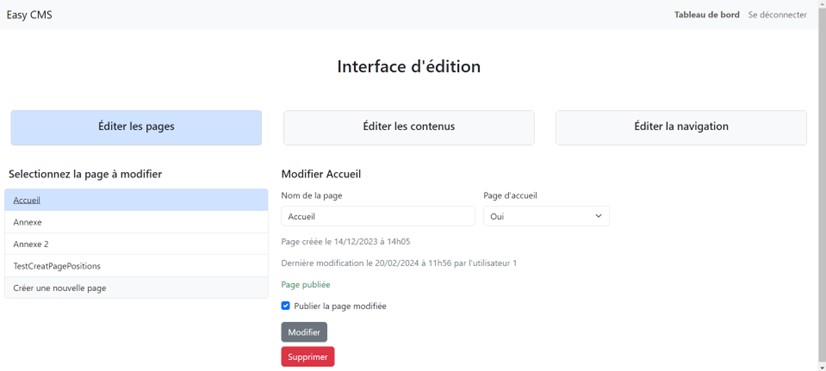 Easy CMS
Tableau de bord
Se déconnecter
Interface d'édition
Éditer les pages
Éditer les contenus
Éditer la navigation
Selectionnez la page à modifier
Accueil
Annexe
Annexe 2
TestCreatPagePositions
Créer une nouvelle page
Modifier Accueil
Nom de la page
Page d'accueil
Accueil
Oui
Page créée le 14/12/2023 à 14h05
Dernière modification le 20/02/2024 à 11h56 par l'utilisateur 1
Page publiée
Publier la page modifiée
Modifier
Supprimer